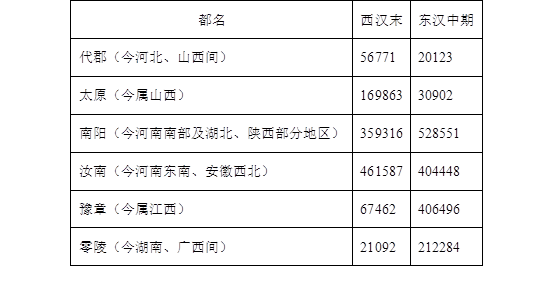 都名 西汉末 东汉中期
代郡（今河北、山西间） 56771 20123
太原（今属山西） 169863 30902
南阳（今河南南部及湖北、陕西部分地区） 359316 528551
汝南（今河南东南、安徽西北） 461587 404448
豫章（今属江西） 67462 406496
零陵（今湖南、广西间） 21092 212284